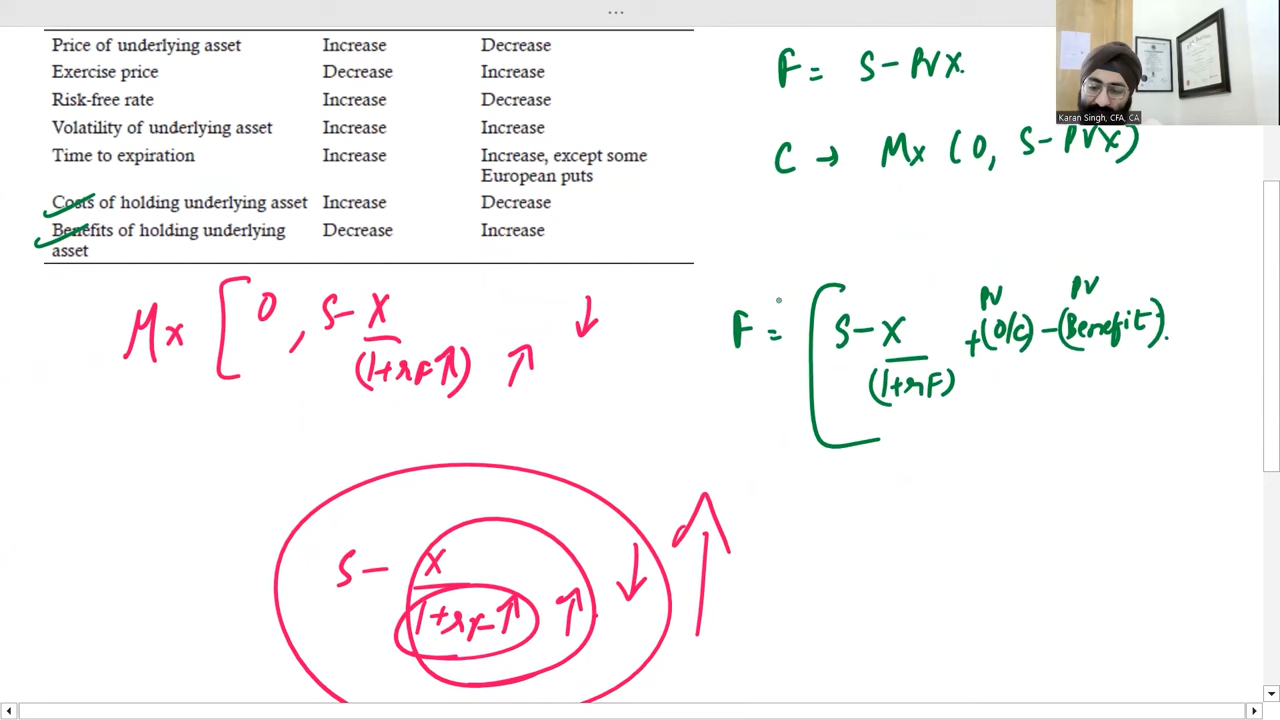 Price of underlying asset Increase Decrease
Exercise price Decrease Increase
Risk-free rate Increase Decrease
Volatility of underlying asset Increase Increase
Time to expiration Increase Increase, except some
European puts
Costs of holding underlying asset Increase Decrease
Benefits of holding underlying Decrease Increase
asset
F = S - PVX.
Karan Singh, CFA, CA
C → Mx (0, S - PVX)
Mx [0, S - X/(1+rF↑) ↑ ↓
PV PV
F = [S - X/(1+rF) + (O/C) - (Benefit).
S - X/(1+rF↑) ↑ ↓ ↑